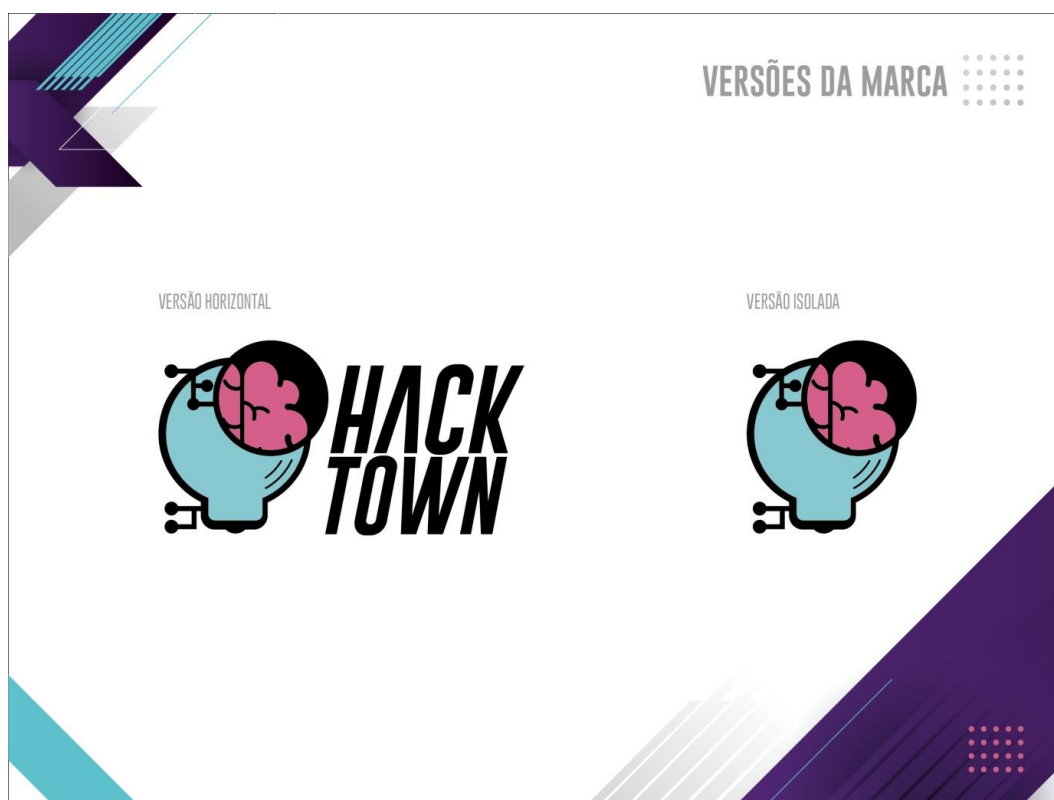 VERSÕES DA MARCA
VERSÃO HORIZONTAL
VERSÃO ISOLADA
HACK
TOWN